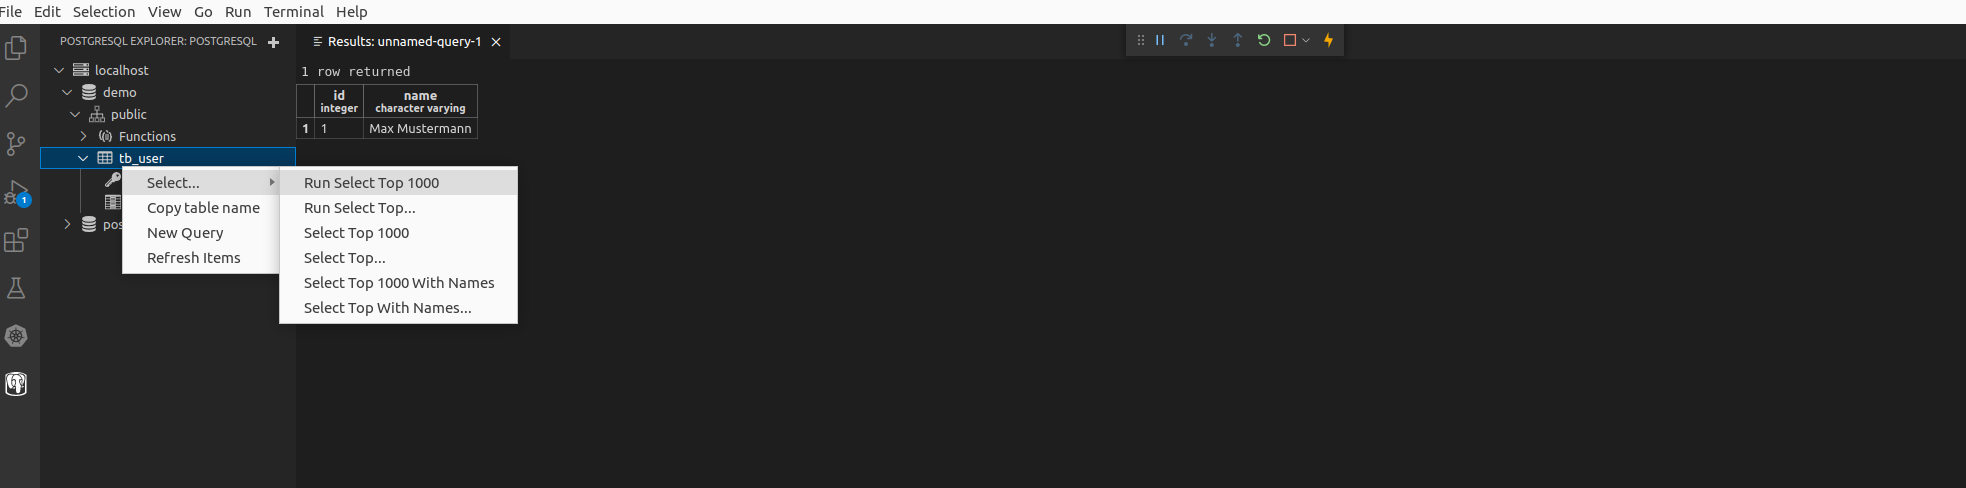 File Edit Selection View Go Run Terminal Help
POSTGRESQL EXPLORER: POSTGRESQL
Results: unnamed-query-1
localhost
demo
public
Functions
tb_user
pos
1
1 row returned
id name
integer character varying
1 1 Max Mustermann
Select...
Copy table name
New Query
Refresh Items
Run Select Top 1000
Run Select Top...
Select Top 1000
Select Top...
Select Top 1000 With Names
Select Top With Names...